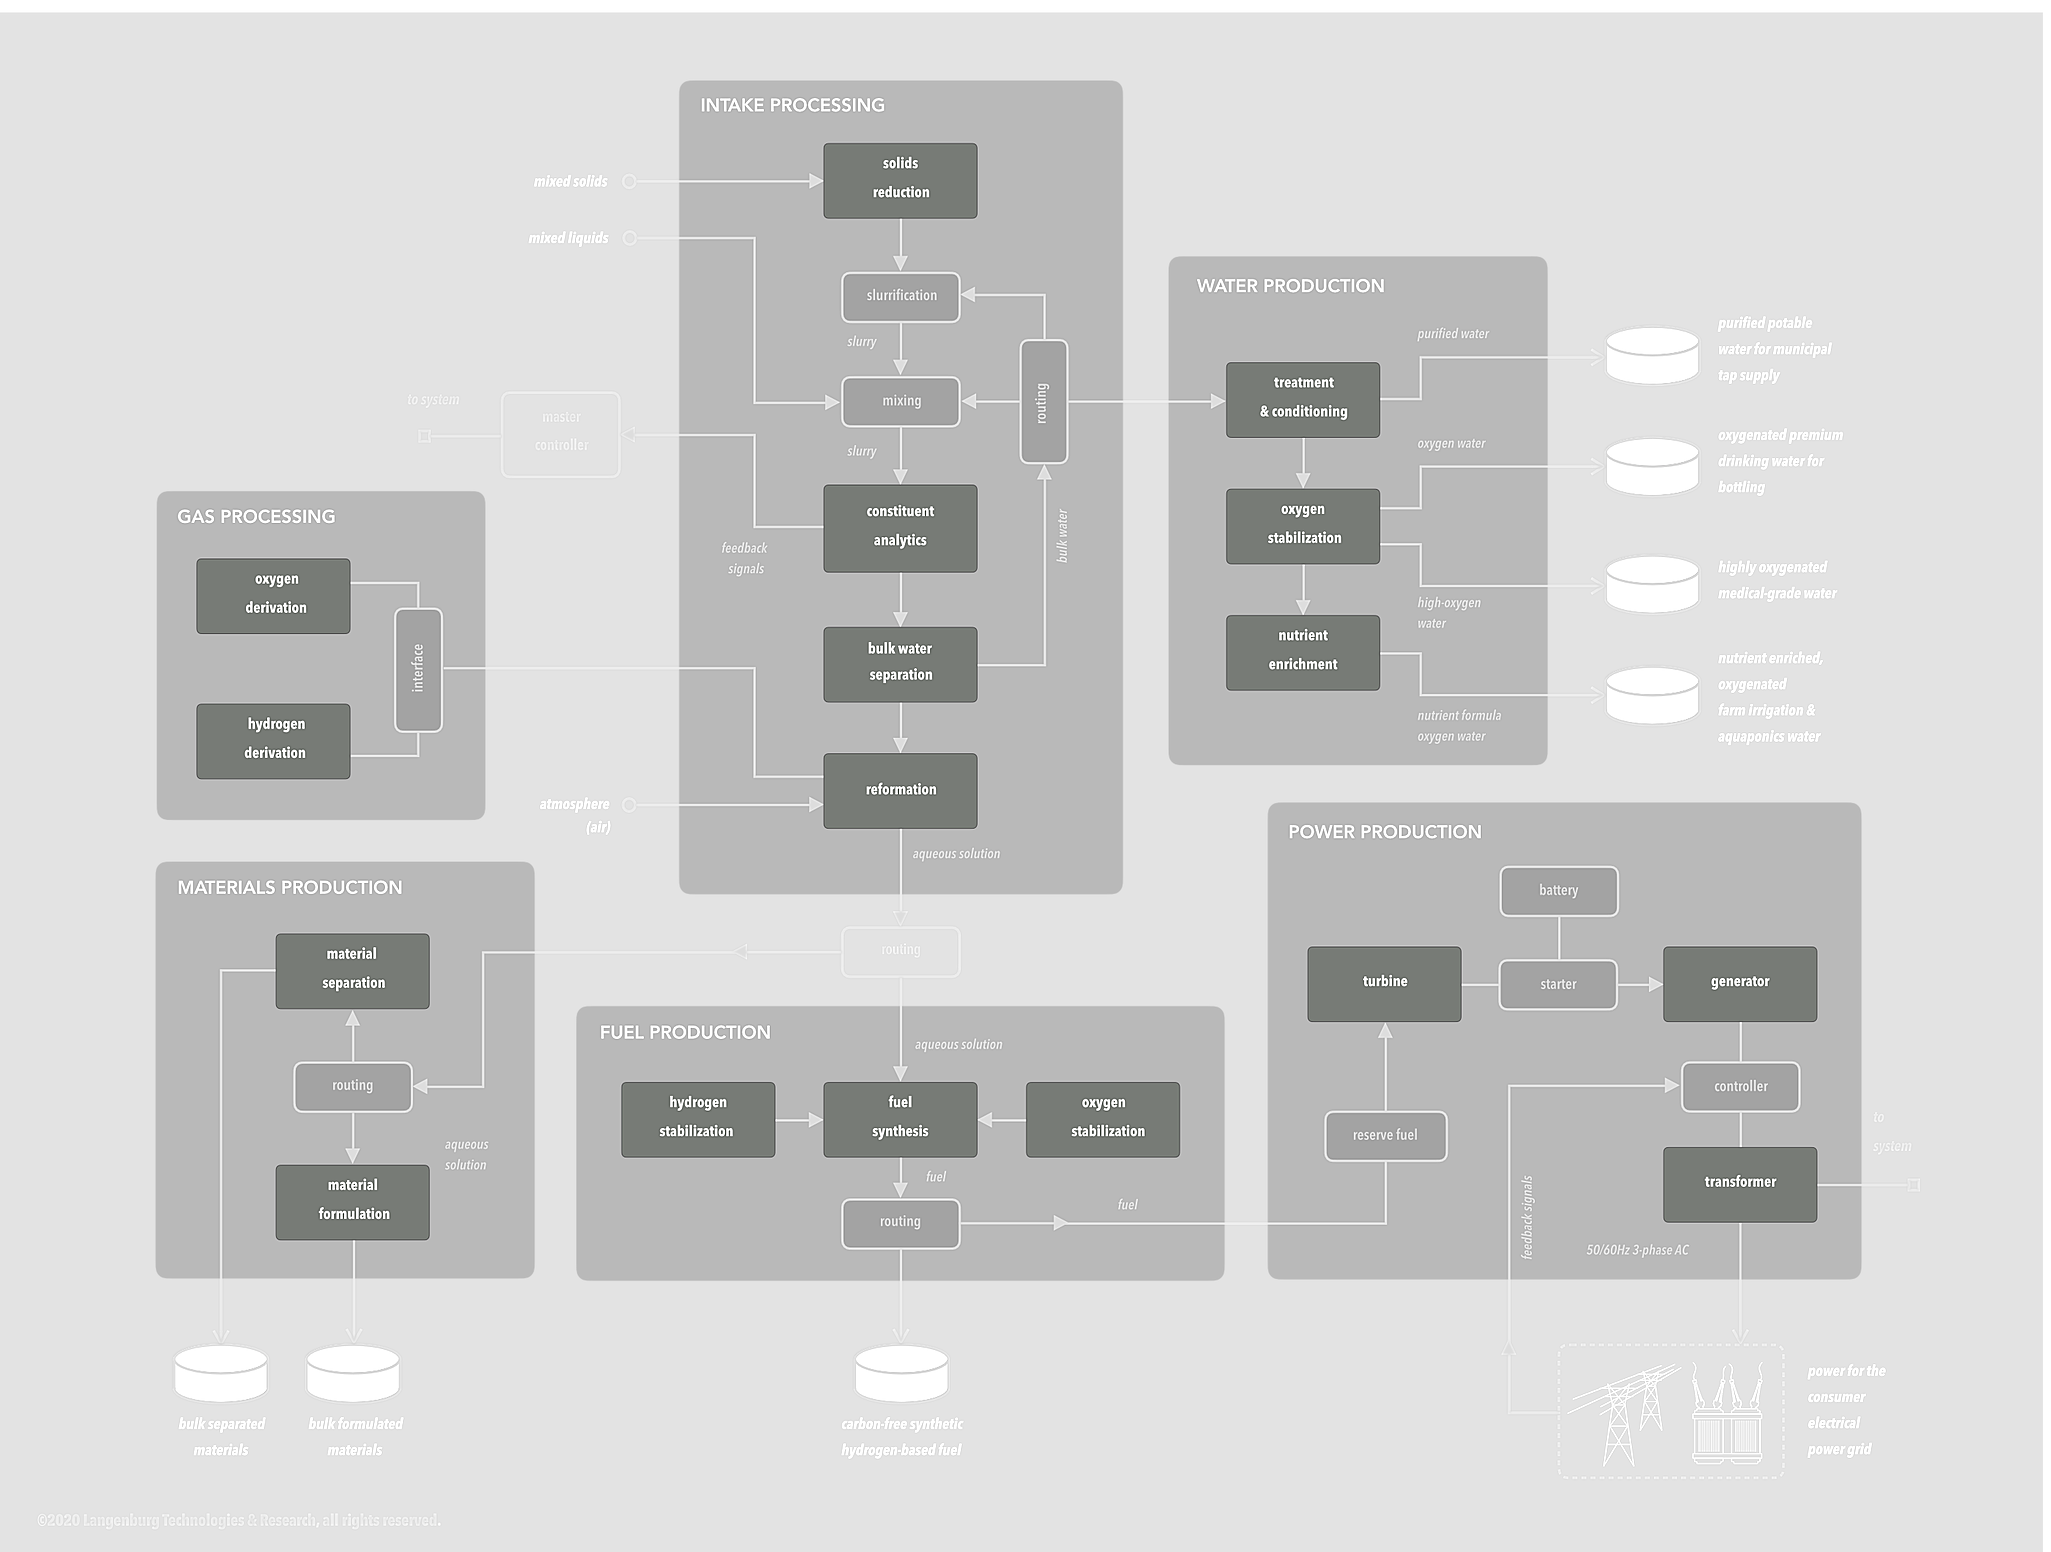 INTAKE PROCESSING
solids
reduction
mixed solids
mixed liquids
slurrification
slurry
mixing
routing
slurry
to system
master
controller
constituent
analytics
feedback
signals
bulk water
bulk water
separation
reformation
atmosphere
(air)
aqueous solution
WATER PRODUCTION
treatment
& conditioning
purified water
purified potable
water for municipal
tap supply
oxygen
stabilization
oxygen water
oxygenated premium
drinking water for
bottling
high-oxygen
water
highly oxygenated
medical-grade water
nutrient
enrichment
nutrient formula
oxygen water
nutrient enriched,
oxygenated
farm irrigation &
aquaponics water
GAS PROCESSING
oxygen
derivation
interface
hydrogen
derivation
MATERIALS PRODUCTION
material
separation
routing
aqueous
solution
material
formulation
bulk separated
materials
bulk formulated
materials
routing
FUEL PRODUCTION
aqueous solution
hydrogen
stabilization
fuel
synthesis
oxygen
stabilization
fuel
routing
fuel
carbon-free synthetic
hydrogen-based fuel
POWER PRODUCTION
battery
turbine
starter
generator
controller
reserve fuel
to
system
transformer
feedback signals
50/60Hz 3-phase AC
power for the
consumer
electrical
power grid
©2020 Langenburg Technologies & Research, all rights reserved.